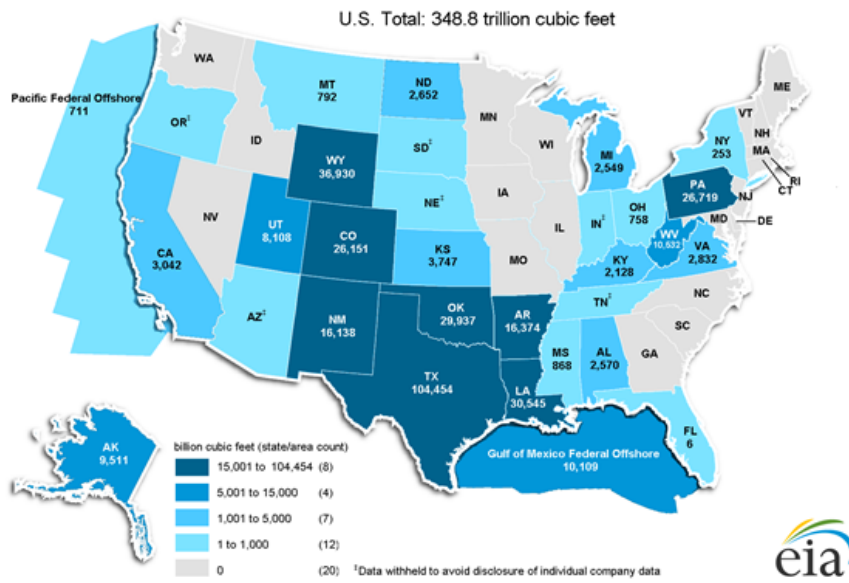 U.S. Total: 348.8 trillion cubic feet
WA
MT
792
ND
2,652
MN
ME
Pacific Federal Offshore
711
OR‡
ID
WY
36,930
SD‡
WI
MI
2,549
NY
253
VT
NH
MA
RI
CT
NE‡
IA
PA
26,719
NJ
NV
UT
8,108
CO
26,151
IL
IN‡
OH
758
MD
DE
WV
10,532
VA
2,832
CA
3,042
KS
3,747
MO
KY
2,128
NC
TN‡
AZ‡
NM
16,138
OK
29,937
AR
16,374
SC
MS
868
AL
2,570
GA
TX
104,454
LA
30,545
FL
6
AK
9,511
Gulf of Mexico Federal Offshore
10,109
billion cubic feet (state/area count)
15,001 to 104,454 (8)
5,001 to 15,000 (4)
1,001 to 5,000 (7)
1 to 1,000 (12)
0 (20) ‡Data withheld to avoid disclosure of individual company data
eia